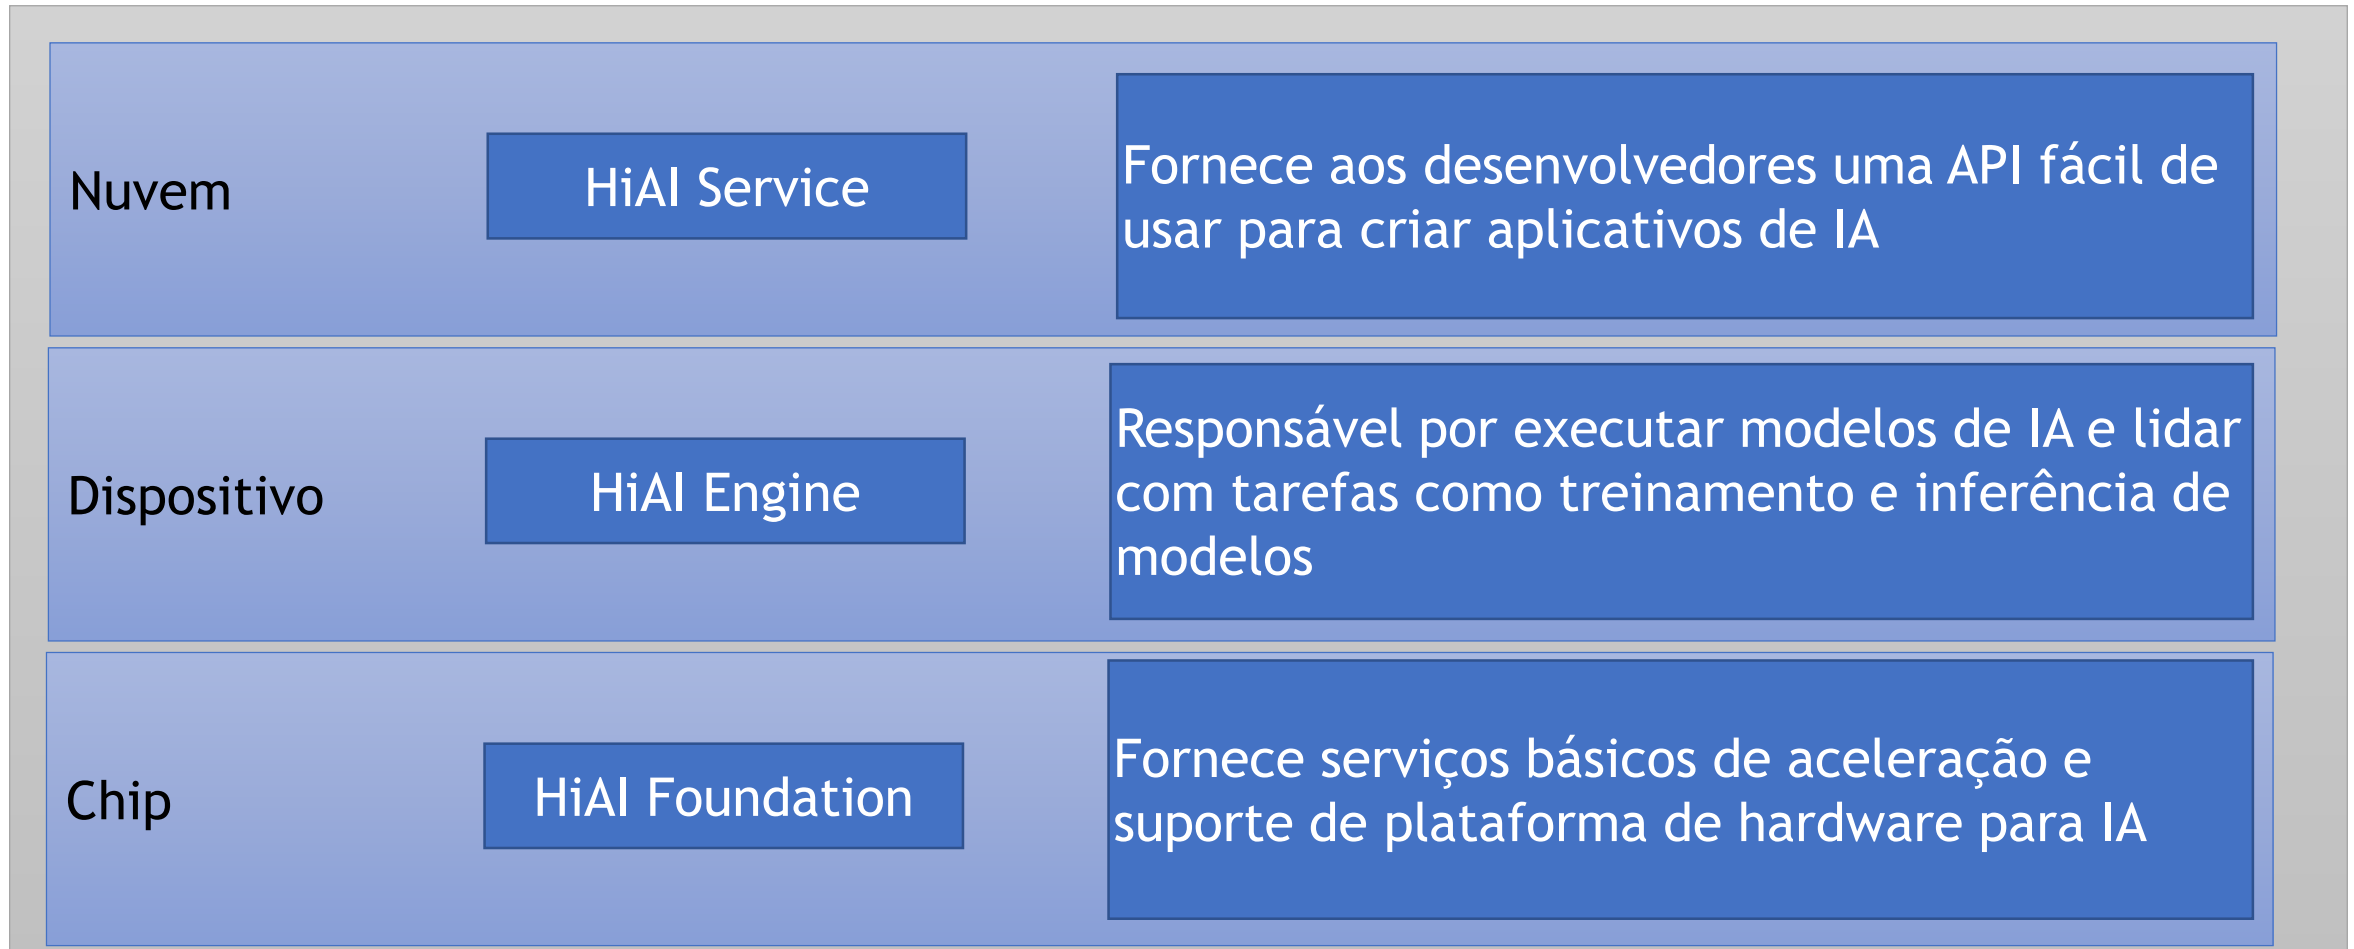 Nuvem
HiAI Service
Fornece aos desenvolvedores uma API fácil de
usar para criar aplicativos de IA
Dispositivo
HiAI Engine
Responsável por executar modelos de IA e lidar
com tarefas como treinamento e inferência de
modelos
Chip
HiAI Foundation
Fornece serviços básicos de aceleração e
suporte de plataforma de hardware para IA